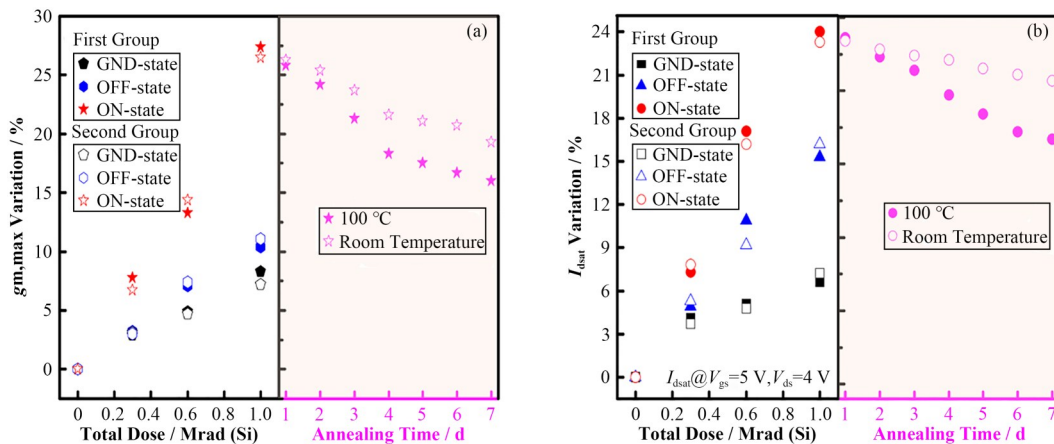 (a)
gm,max Variation / %
30
25
20
15
10
5
0
First Group
GND-state
OFF-state
ON-state
Second Group
GND-state
OFF-state
ON-state
100 ℃
Room Temperature
0 0.2 0.4 0.6 0.8 1.0 1 2 3 4 5 6 7
Total Dose / Mrad (Si) Annealing Time / d
(b)
Idsat Variation / %
24
21
18
15
12
9
6
3
0
First Group
GND-state
OFF-state
ON-state
Second Group
GND-state
OFF-state
ON-state
100 ℃
Room Temperature
Idsat@Vgs=5 V,Vds=4 V
0 0.2 0.4 0.6 0.8 1.0 1 2 3 4 5 6 7
Total Dose / Mrad (Si) Annealing Time / d